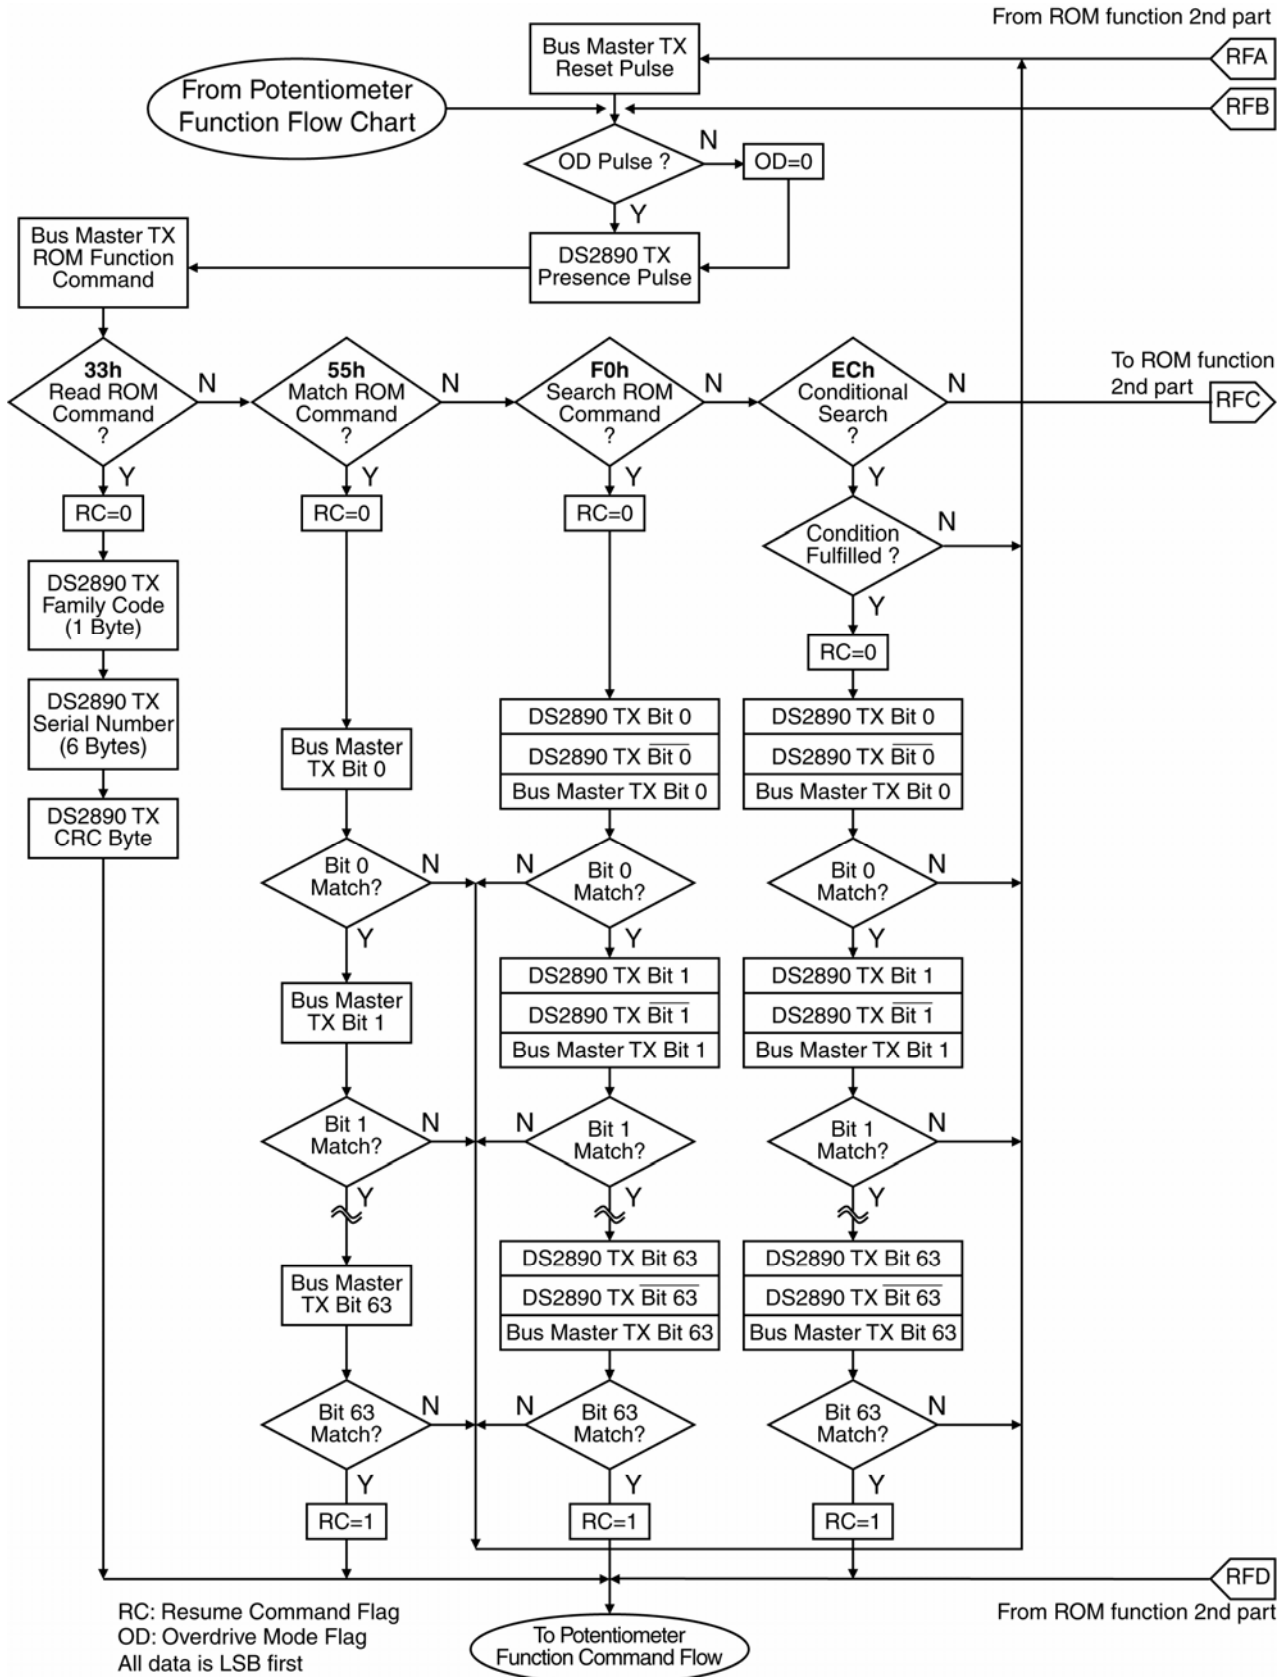 From ROM function 2nd part
Bus Master TX
Reset Pulse
RFA
From Potentiometer
Function Flow Chart
RFB
OD Pulse ?
N
OD=0
Y
Bus Master TX
ROM Function
Command
DS2890 TX
Presence Pulse
33h
Read ROM
Command
?
N
55h
Match ROM
Command
?
N
F0h
Search ROM
Command
?
N
ECh
Conditional
Search
?
N
To ROM function
2nd part
RFC
Y
Y
Y
Y
RC=0
RC=0
RC=0
Condition
Fulfilled ?
N
Y
RC=0
DS2890 TX
Family Code
(1 Byte)
DS2890 TX
Serial Number
(6 Bytes)
DS2890 TX
CRC Byte
Bus Master
TX Bit 0
DS2890 TX Bit 0
DS2890 TX Bit 0
Bus Master TX Bit 0
DS2890 TX Bit 0
DS2890 TX Bit 0
Bus Master TX Bit 0
Bit 0
Match?
N
N
Bit 0
Match?
Bit 0
Match?
N
Y
Y
Y
Bus Master
TX Bit 1
DS2890 TX Bit 1
DS2890 TX Bit 1
Bus Master TX Bit 1
DS2890 TX Bit 1
DS2890 TX Bit 1
Bus Master TX Bit 1
Bit 1
Match?
N
N
Bit 1
Match?
Bit 1
Match?
N
Y
Y
Y
Bus Master
TX Bit 63
DS2890 TX Bit 63
DS2890 TX Bit 63
Bus Master TX Bit 63
DS2890 TX Bit 63
DS2890 TX Bit 63
Bus Master TX Bit 63
Bit 63
Match?
N
N
Bit 63
Match?
Bit 63
Match?
N
Y
Y
Y
RC=1
RC=1
RC=1
RFD
From ROM function 2nd part
RC: Resume Command Flag
OD: Overdrive Mode Flag
All data is LSB first
To Potentiometer
Function Command Flow